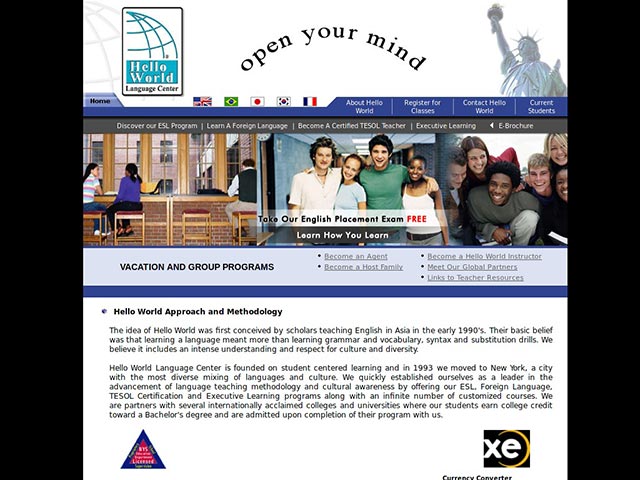 open your mind
Hello
World
Language Center
Home
About Hello World
Register for Classes
Contact Hello World
Current Students
Discover our ESL Program | Learn A Foreign Language | Become A Certified TESOL Teacher | Executive Learning
E-Brochure
Take Our English Placement Exam FREE
Learn How You Learn
VACATION AND GROUP PROGRAMS
Become an Agent
Become a Host Family
Become a Hello World Instructor
Meet Our Global Partners
Links to Teacher Resources
Hello World Approach and Methodology
The idea of Hello World was first conceived by scholars teaching English in Asia in the early 1990's. Their basic belief
was that learning a language meant more than learning grammar and vocabulary, syntax and substitution drills. We
believe it includes an intense understanding and respect for culture and diversity.
Hello World Language Center is founded on student centered learning and in 1993 we moved to New York, a city
with the most diverse mixing of languages and culture. We quickly established ourselves as a leader in the
advancement of language teaching methodology and cultural awareness by offering our ESL, Foreign Language,
TESOL Certification and Executive Learning programs along with an infinite number of customized courses. We
are partners with several internationally acclaimed colleges and universities where our students earn college credit
toward a Bachelor's degree and are admitted upon completion of their program with us.
NYS
Education
Department
Licensed
xe
Currency Converter